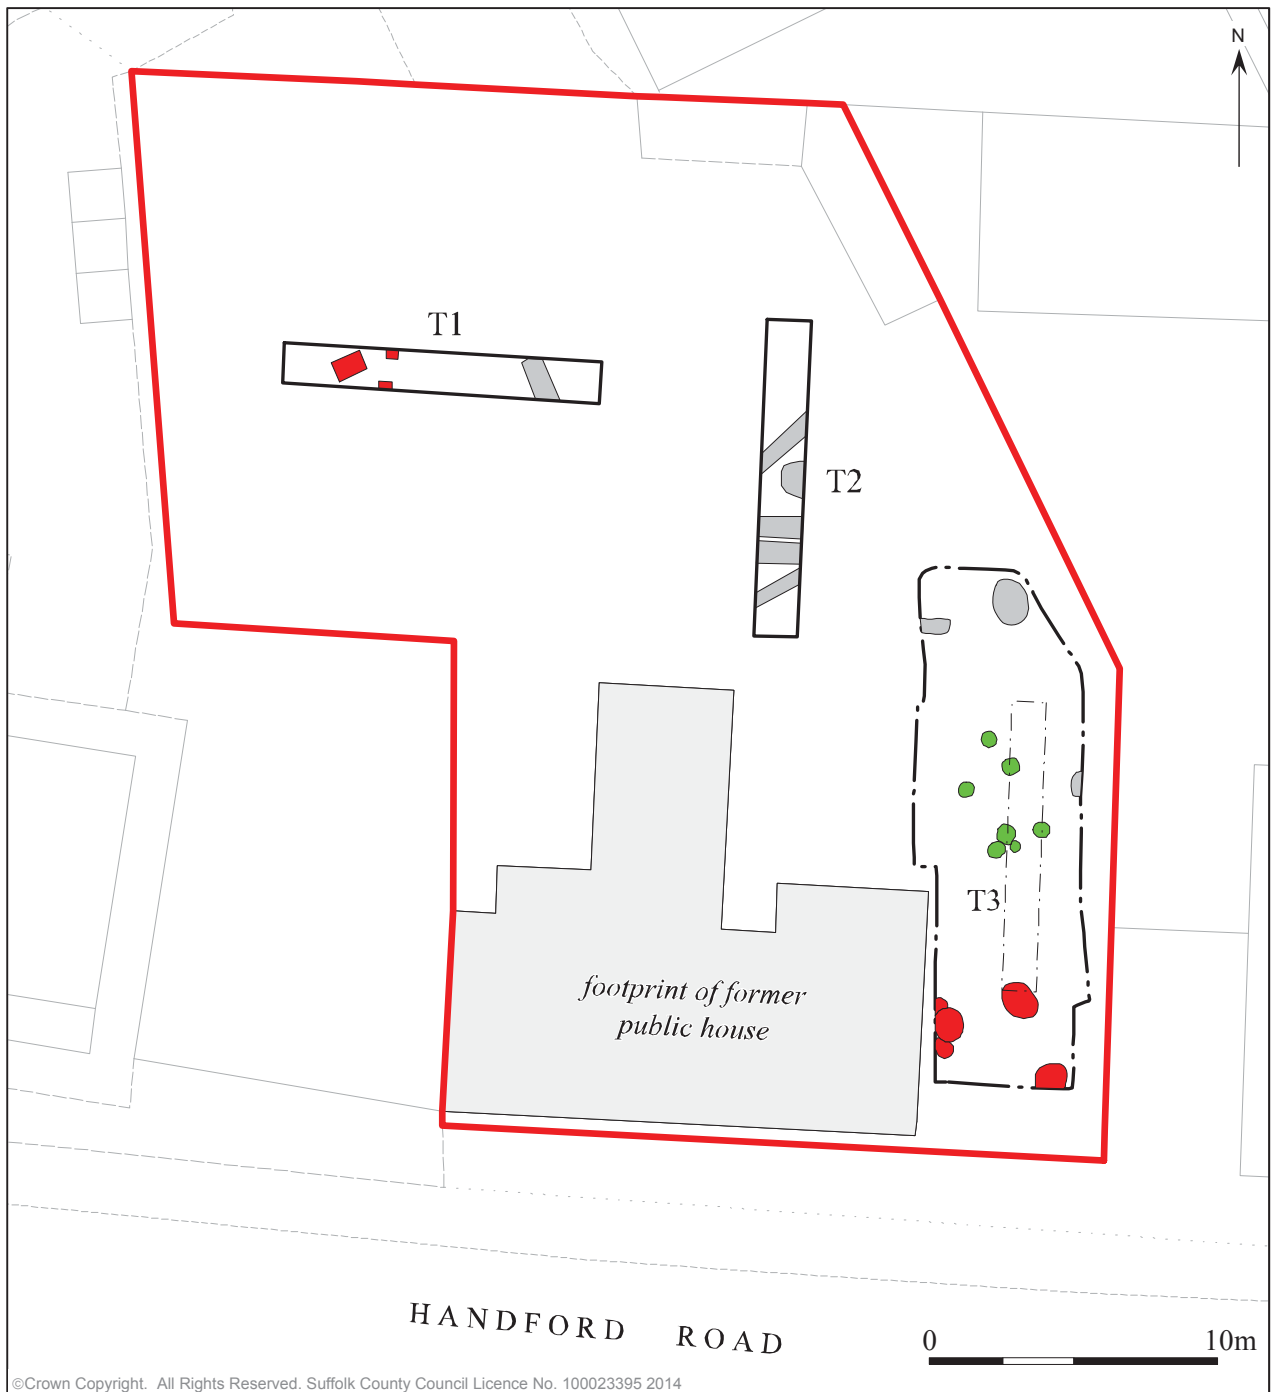 N
T1
T2
T3
footprint of former
public house
HANDFORD ROAD
0 10m
©Crown Copyright. All Rights Reserved. Suffolk County Council Licence No. 100023395 2014